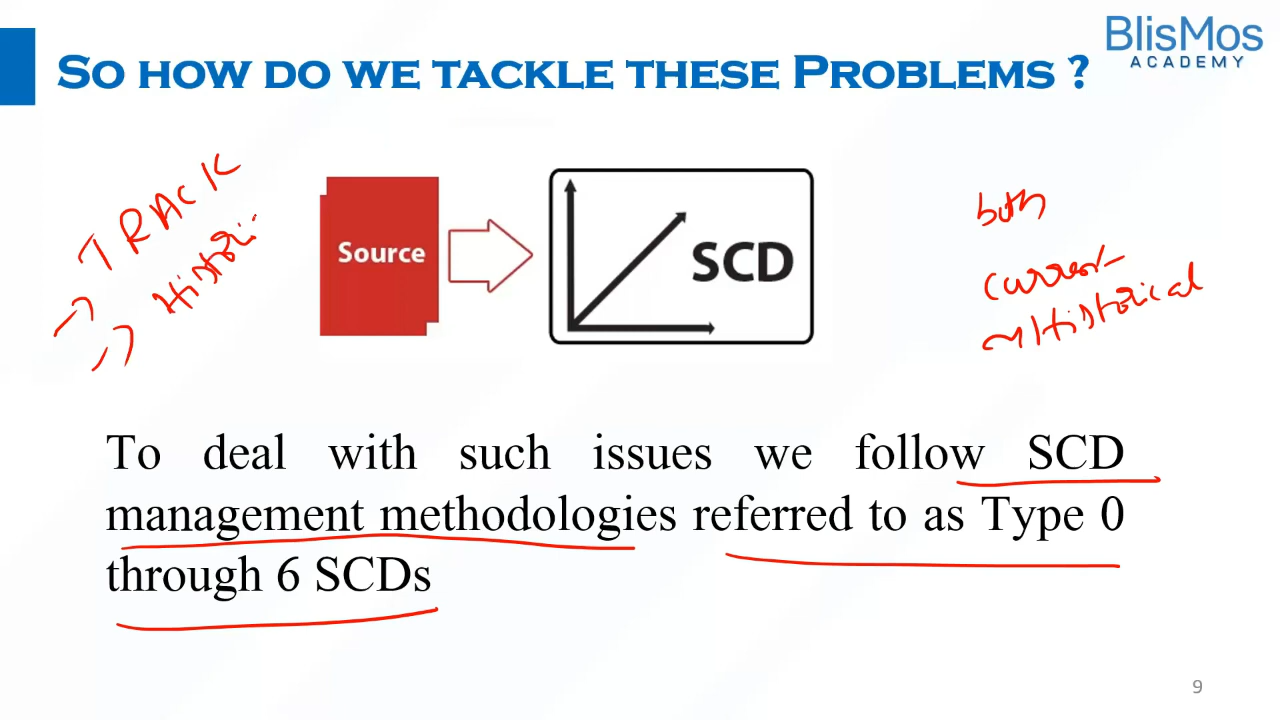 BlisMos
ACADEMY
So how do we tackle these Problems ?
TRACK
Histori
Source
SCD
both
current
Historical
To deal with such issues we follow SCD
management methodologies referred to as Type 0
through 6 SCDs
9